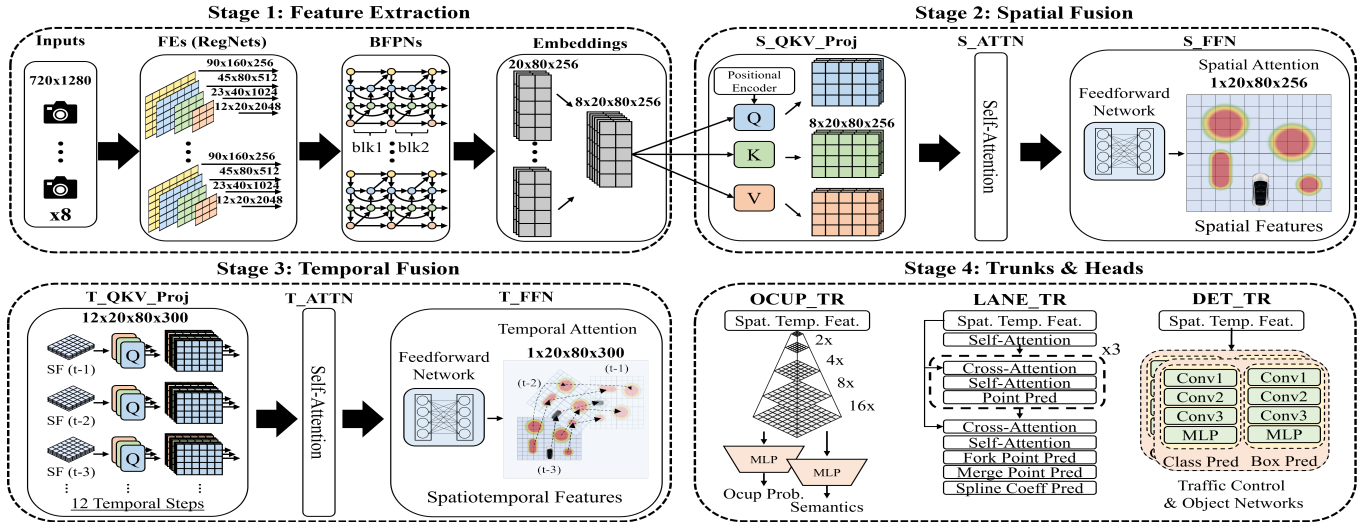 Stage 1: Feature Extraction
Inputs
720x1280
x8
FEs (RegNets)
90x160x256
45x80x512
23x40x1024
12x20x2048
90x160x256
45x80x512
23x40x1024
12x20x2048
BFPNs
blk1 blk2
Embeddings
20x80x256
8x20x80x256
Stage 2: Spatial Fusion
S_QKV_Proj
Positional
Encoder
Q
K
V
8x20x80x256
S_ATTN
Self-Attention
S_FFN
Feedforward
Network
Spatial Attention
1x20x80x256
Spatial Features
Stage 3: Temporal Fusion
T_QKV_Proj
12x20x80x300
SF (t-1)
Q
SF (t-2)
Q
SF (t-3)
Q
12 Temporal Steps
T_ATTN
Self-Attention
T_FFN
Feedforward
Network
Temporal Attention
1x20x80x300
(t-1)
(t-2)
(t-3)
Spatiotemporal Features
Stage 4: Trunks & Heads
OCUP_TR
Spat. Temp. Feat.
2x
4x
8x
16x
MLP
MLP
Ocup Prob.
Semantics
LANE_TR
Spat. Temp. Feat.
Self-Attention
x3
Cross-Attention
Self-Attention
Point Pred
Cross-Attention
Self-Attention
Fork Point Pred
Merge Point Pred
Spline Coeff Pred
DET_TR
Spat. Temp. Feat.
Conv1 Conv1
Conv2 Conv2
Conv3 Conv3
MLP MLP
Class Pred Box Pred
Traffic Control
& Object Networks